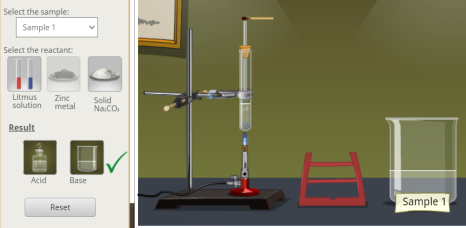 Select the sample:
Sample 1
Select the reactant:
Litmus
solution
Zinc
metal
Solid
Na₂CO₃
Result
Acid
Base
Reset
Sample 1